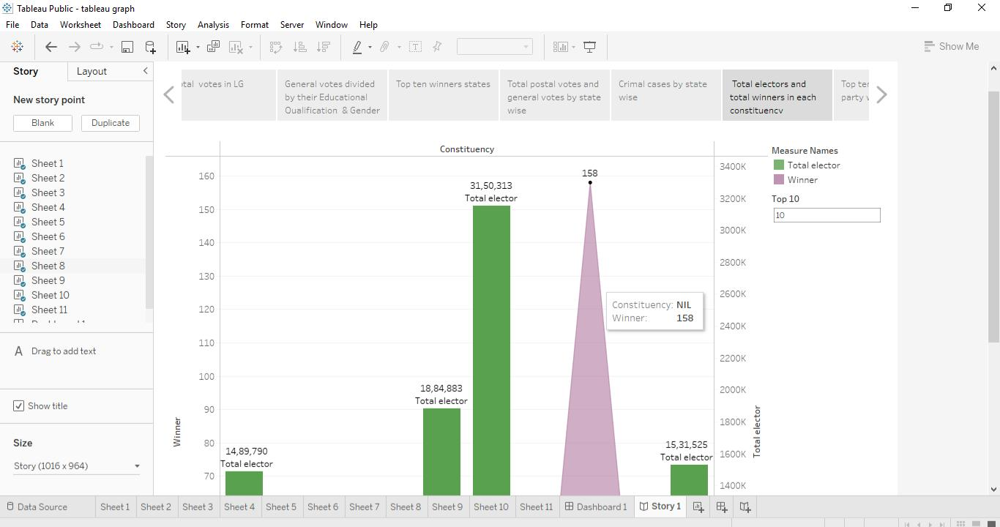 Tableau Public - tableau graph
File Data Worksheet Dashboard Story Analysis Format Server Window Help
Show Me
Story Layout
New story point
Blank Duplicate
Sheet 1
Sheet 2
Sheet 3
Sheet 4
Sheet 5
Sheet 6
Sheet 7
Sheet 8
Sheet 9
Sheet 10
Sheet 11
A Drag to add text
Show title
Size
Story (1016 x 964)
votes in LG
General votes divided
by their Educational
Qualification & Gender
Top ten winners states
Total postal votes and
general votes by state
wise
Crimal cases by state
wise
Total electors and
total winners in each
constituency
Top
party
Constituency
160
150
140
130
120
110
100
90
80
70
Winner
14,89,790
Total elector
18,84,883
Total elector
31,50,313
Total elector
158
Constituency: NIL
Winner: 158
15,31,525
Total elector
3400K
3200K
3000K
2800K
2600K
2400K
2200K
2000K
1800K
1600K
1400K
Total elector
Measure Names
Total elector
Winner
Top 10
10
Data Source Sheet 1 Sheet 2 Sheet 3 Sheet 4 Sheet 5 Sheet 6 Sheet 7 Sheet 8 Sheet 9 Sheet 10 Sheet 11 Dashboard 1 Story 1